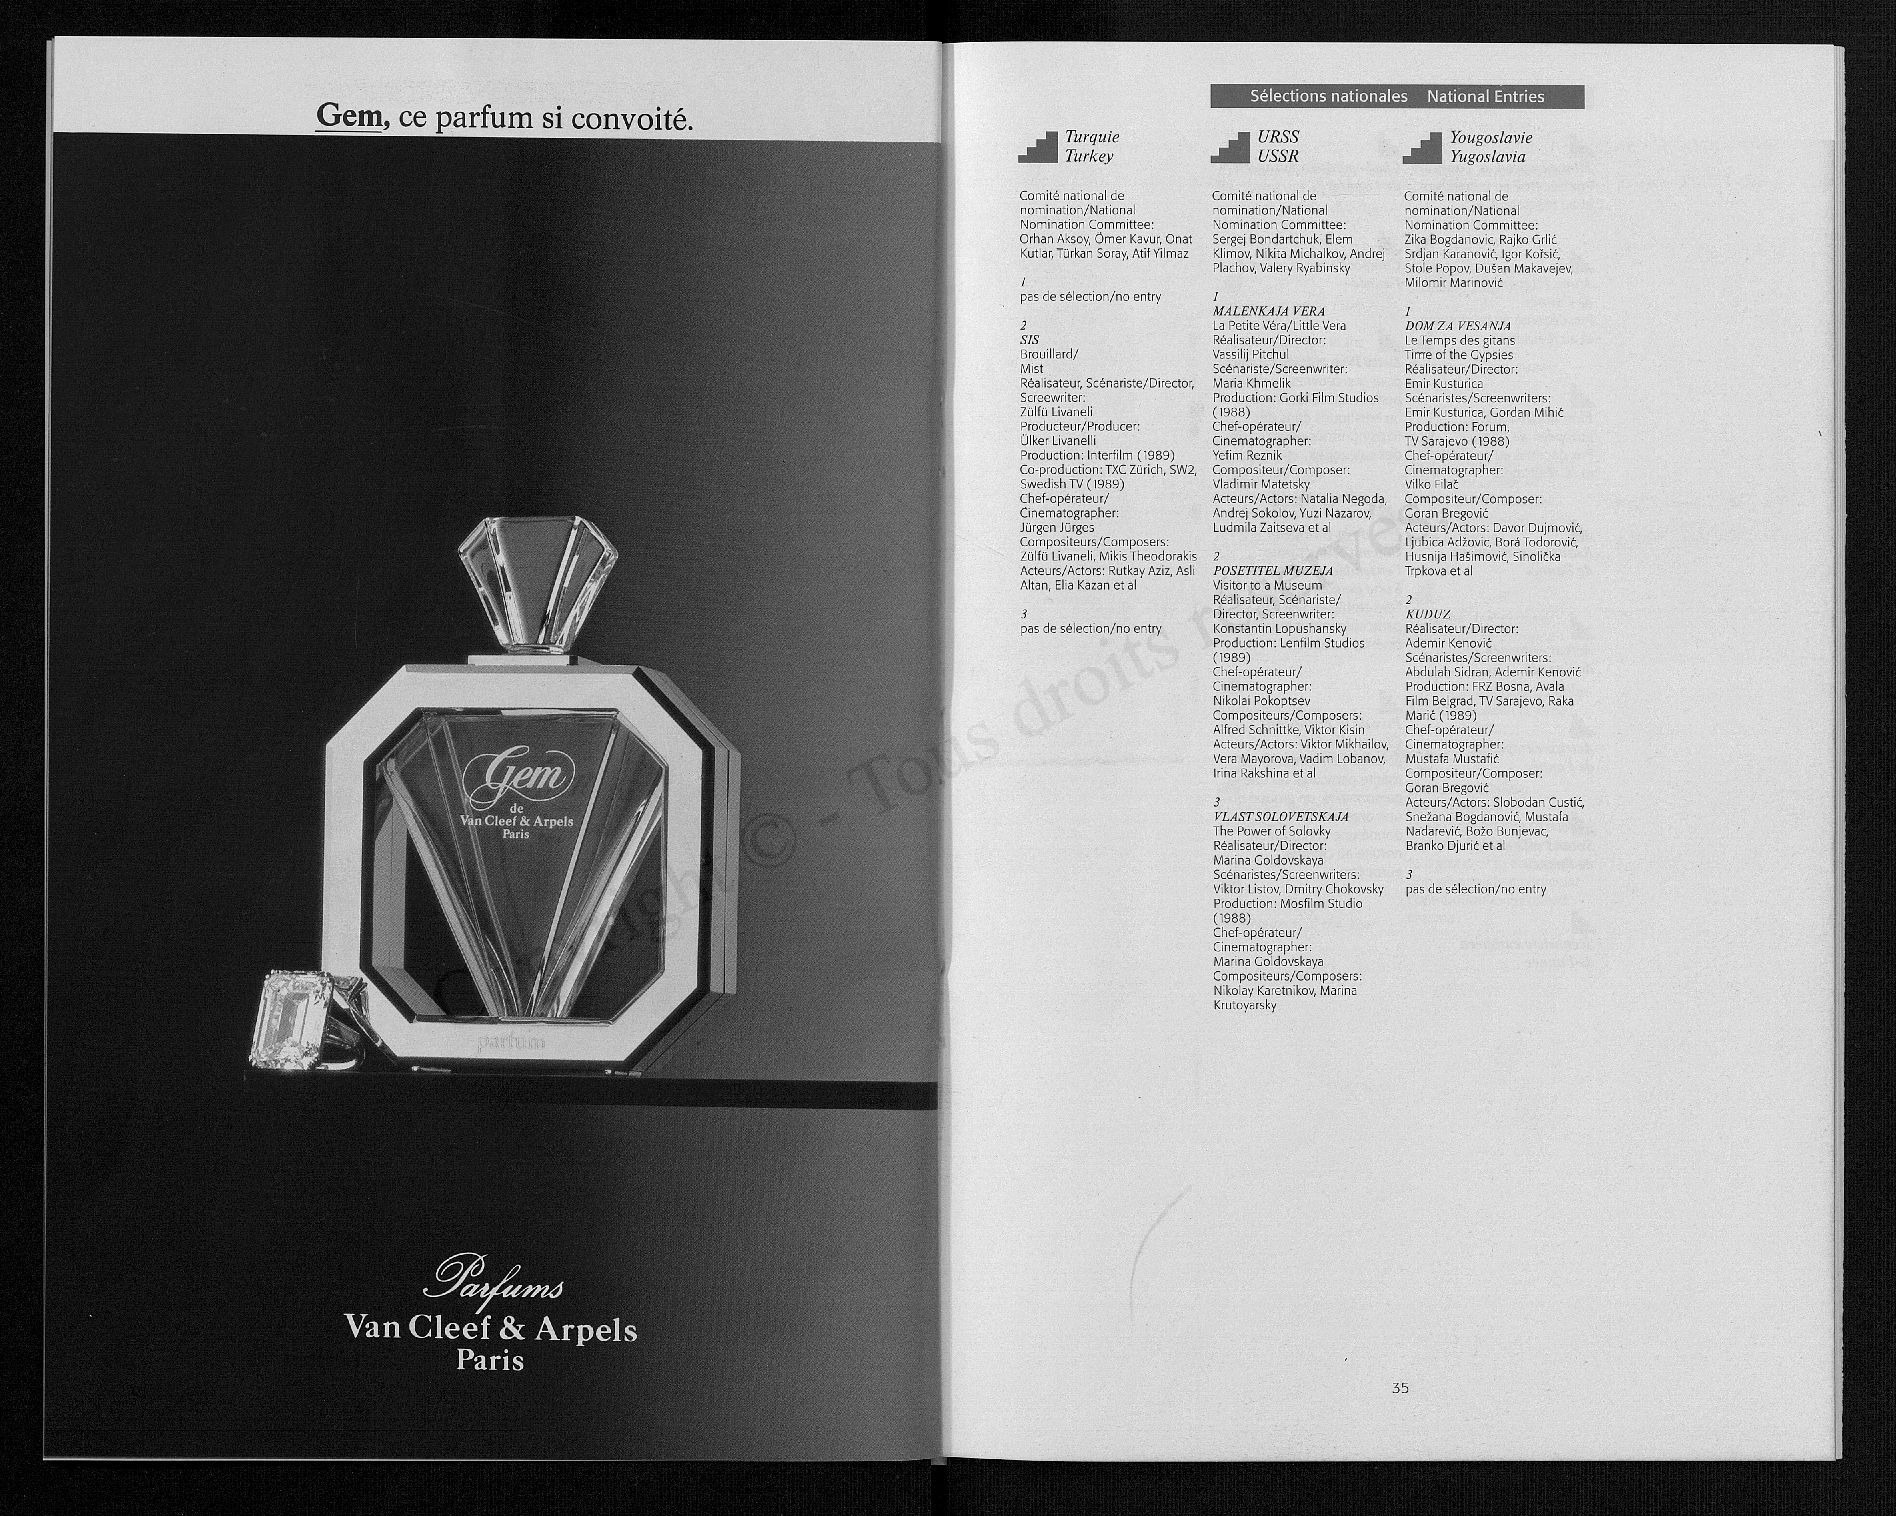 Gem, ce parfum si convoité.
Gem
de
Van Cleef & Arpels
Paris
parfum
Parfums
Van Cleef & Arpels
Paris
Sélections nationales National Entries
Turquie
Turkey
Comité national de
nomination/National
Nomination Committee:
Orhan Aksoy, Ömer Kavur, Onat
Kutlar, Türkan Soray, Atif Yilmaz
1
pas de sélection/no entry
2
SIS
Brouillard/
Mist
Réalisateur, Scénariste/Director,
Screewriter:
Zülfü Livaneli
Producteur/Producer:
Ülker Livanelli
Production: Interfilm (1989)
Co-production: TXC Zürich, SW2,
Swedish TV (1989)
Chef-opérateur/
Cinematographer:
Jürgen Jürges
Compositeurs/Composers:
Zülfü Livaneli, Mikis Theodorakis
Acteurs/Actors: Rutkay Aziz, Asli
Altan, Elia Kazan et al
3
pas de sélection/no entry
URSS
USSR
Comité national de
nomination/National
Nomination Committee:
Sergej Bondartchuk, Elem
Klimov, Nikita Michalkov, Andrej
Plachov, Valery Ryabinsky
1
MALENKAJA VERA
La Petite Véra/Little Vera
Réalisateur/Director:
Vassilij Pitchul
Scénariste/Screenwriter:
Maria Khmelik
Production: Gorki Film Studios
(1988)
Chef-opérateur/
Cinematographer:
Yefim Reznik
Compositeur/Composer:
Vladimir Matetsky
Acteurs/Actors: Natalia Negoda,
Andrej Sokolov, Yuzi Nazarov,
Ludmila Zaitseva et al
2
POSETITEL MUZEJA
Visitor to a Museum
Réalisateur, Scénariste/
Director, Screenwriter:
Konstantin Lopushansky
Production: Lenfilm Studios
(1989)
Chef-opérateur/
Cinematographer:
Nikolai Pokoptsev
Compositeurs/Composers:
Alfred Schnittke, Viktor Kisin
Acteurs/Actors: Viktor Mikhailov,
Vera Mayorova, Vadim Lobanov,
Irina Rakshina et al
3
VLAST SOLOVETSKAJA
The Power of Solovky
Réalisateur/Director:
Marina Goldovskaya
Scénaristes/Screenwriters:
Viktor Listov, Dmitry Chokovsky
Production: Mosfilm Studio
(1988)
Chef-opérateur/
Cinematographer:
Marina Goldovskaya
Compositeurs/Composers:
Nikolay Karetnikov, Marina
Krutoyarsky
Yougoslavie
Yugoslavia
Comité national de
nomination/National
Nomination Committee:
Zika Bogdanovic, Rajko Grlić
Srdjan Karanović, Igor Koršič,
Stole Popov, Dušan Makavejev,
Milomir Marinović
1
DOM ZA VESANJA
Le Temps des gitans
Time of the Gypsies
Réalisateur/Director:
Emir Kusturica
Scénaristes/Screenwriters:
Emir Kusturica, Gordan Mihić
Production: Forum,
TV Sarajevo (1988)
Chef-opérateur/
Cinematographer:
Vilko Filač
Compositeur/Composer:
Goran Bregović
Acteurs/Actors: Davor Dujmović,
Ljubica Adžovic, Borá Todorović,
Husnija Hašimović, Sinolička
Trpkova et al
2
KUDUZ
Réalisateur/Director:
Ademir Kenović
Scénaristes/Screenwriters:
Abdulah Sidran, Ademir Kenović
Production: FRZ Bosna, Avala
Film Belgrad, TV Sarajevo, Raka
Marić (1989)
Chef-opérateur/
Cinematographer:
Mustafa Mustafić
Compositeur/Composer:
Goran Bregović
Acteurs/Actors: Slobodan Custić,
Snežana Bogdanović, Mustafa
Nadarević, Božo Bunjevac,
Branko Djurić et al
3
pas de sélection/no entry
35
Copyright © - Tous droits réservés